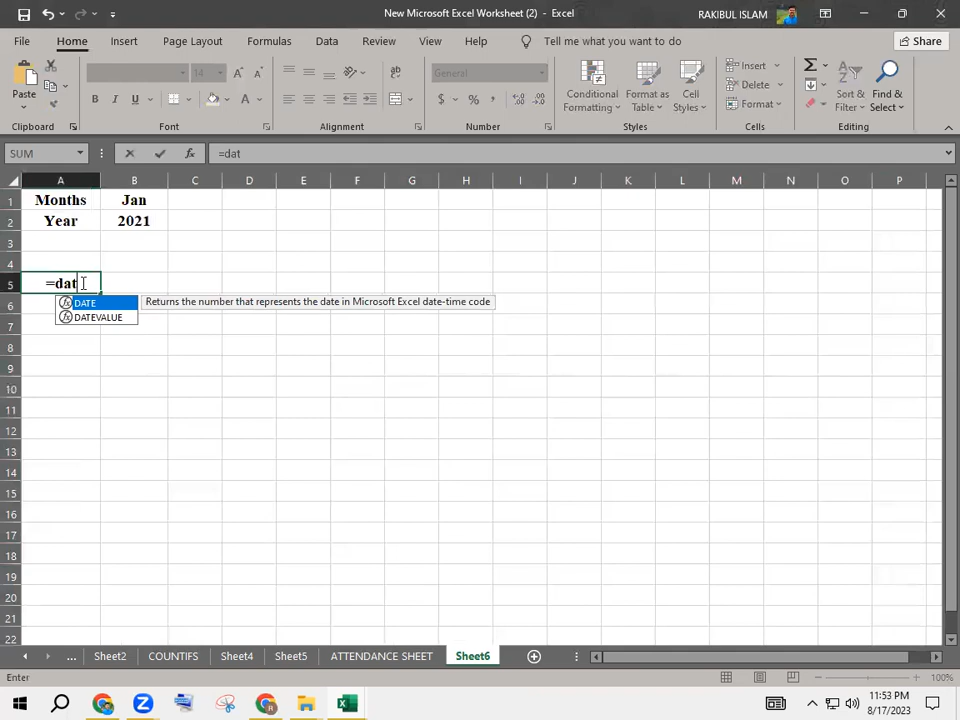 New Microsoft Excel Worksheet (2) - Excel
RAKIBUL ISLAM
File Home Insert Page Layout Formulas Data Review View Help Tell me what you want to do Share
Paste
14
B I U
General
$ % ,
Conditional Formatting
Format as Table
Cell Styles
Insert
Delete
Format
Sort & Filter
Find & Select
Clipboard Font Alignment Number Styles Cells Editing
SUM =dat
A B C D E F G H I J K L M N O P
1 Months Jan
2 Year 2021
3
4
5 =dat
6 DATE Returns the number that represents the date in Microsoft Excel date-time code
DATEVALUE
7
8
9
10
11
12
13
14
15
16
17
18
19
20
21
22
... Sheet2 COUNTIFS Sheet4 Sheet5 ATTENDANCE SHEET Sheet6
Enter 100%
11:53 PM
8/17/2023